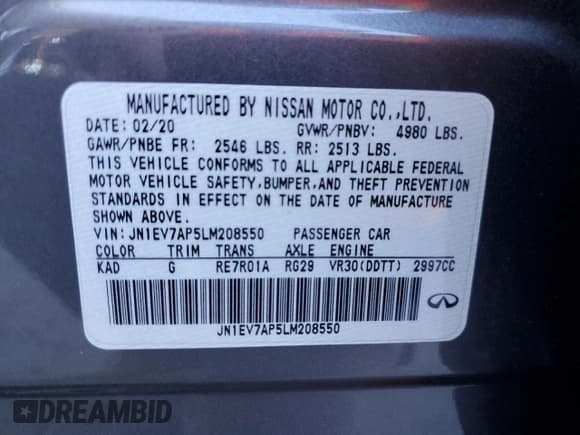 MANUFACTURED BY NISSAN MOTOR CO.,LTD.
DATE: 02/20 GVWR/PNBV: 4980 LBS.
GAWR/PNBE FR: 2546 LBS. RR: 2513 LBS.
THIS VEHICLE CONFORMS TO ALL APPLICABLE FEDERAL
MOTOR VEHICLE SAFETY,BUMPER,AND THEFT PREVENTION
STANDARDS IN EFFECT ON THE DATE OF MANUFACTURE
SHOWN ABOVE.
VIN: JN1EV7AP5LM208550 PASSENGER CAR
COLOR TRIM TRANS AXLE ENGINE
KAD G RE7R01A RG29 VR30(DDTT) 2997CC
JN1EV7AP5LM208550
DREAMBID